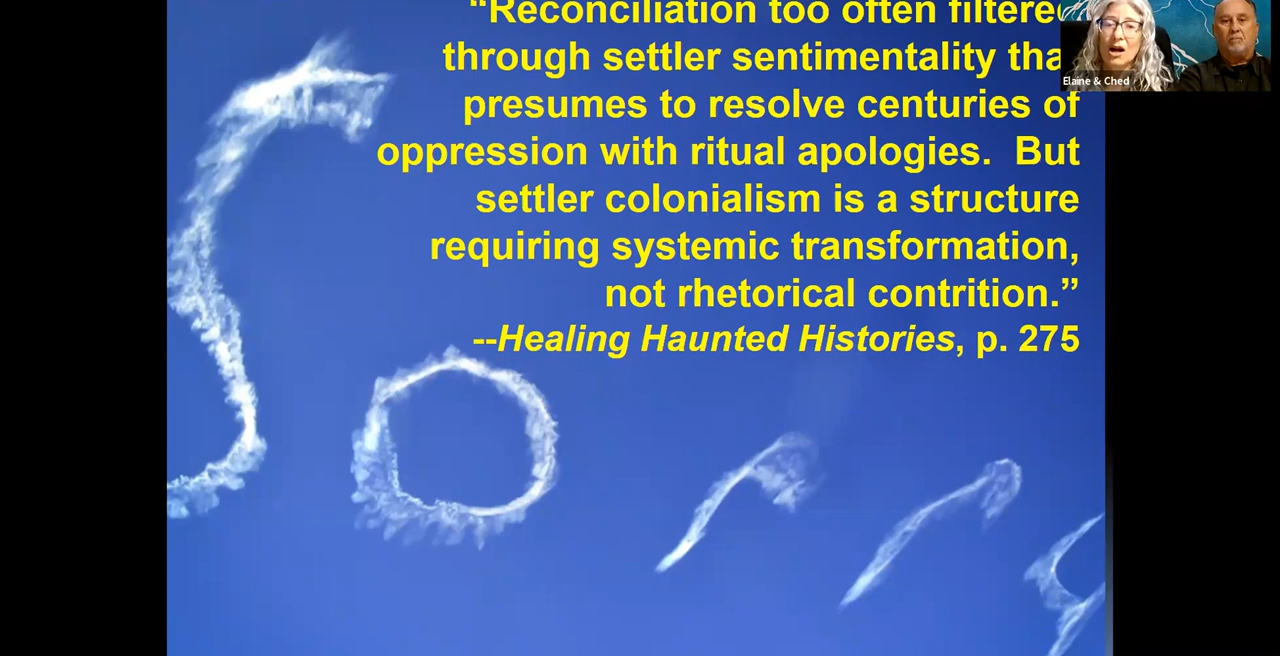 “Reconciliation too often filtered
through settler sentimentality that
presumes to resolve centuries of
oppression with ritual apologies.  But
settler colonialism is a structure
requiring systemic transformation,
not rhetorical contrition.”
--Healing Haunted Histories, p. 275
Elaine & Ched
Sorry